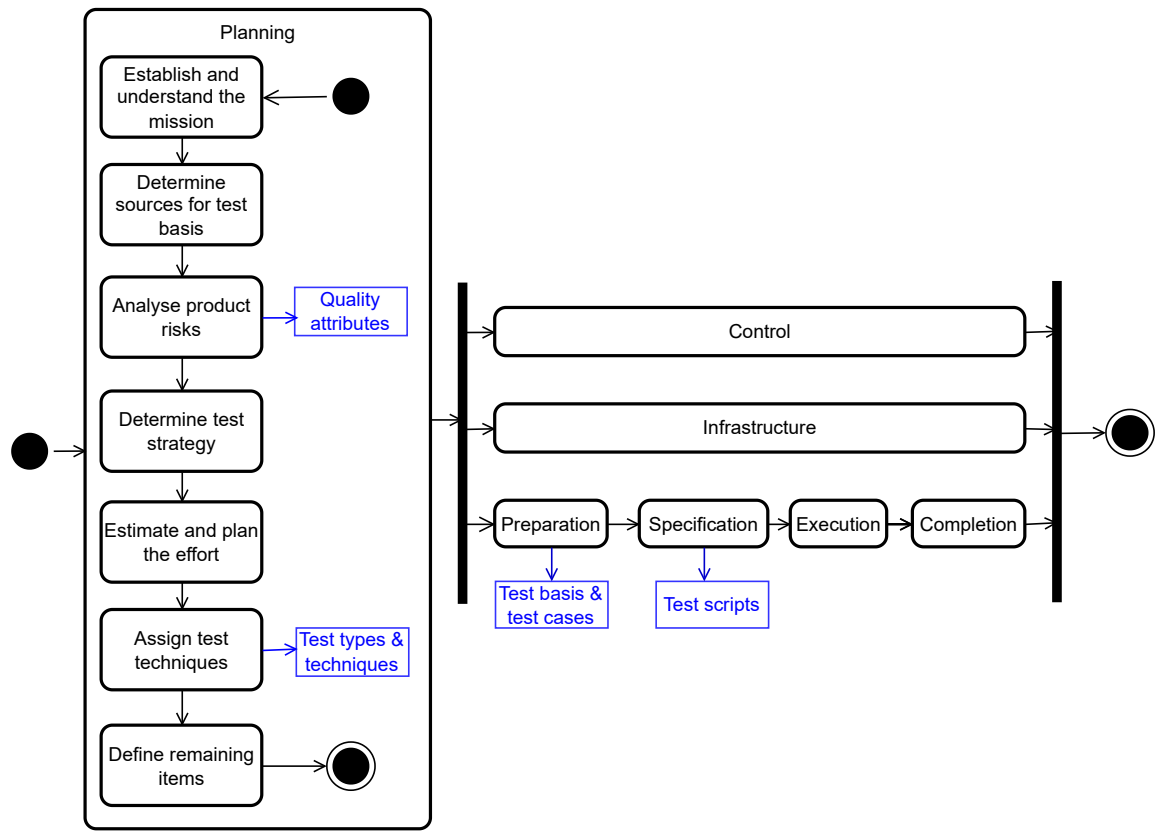 Planning
Establish and
understand the
mission
Determine
sources for test
basis
Analyse product
risks
Quality
attributes
Determine test
strategy
Estimate and plan
the effort
Assign test
techniques
Test types &
techniques
Define remaining
items
Control
Infrastructure
Preparation
Specification
Execution
Completion
Test basis &
test cases
Test scripts